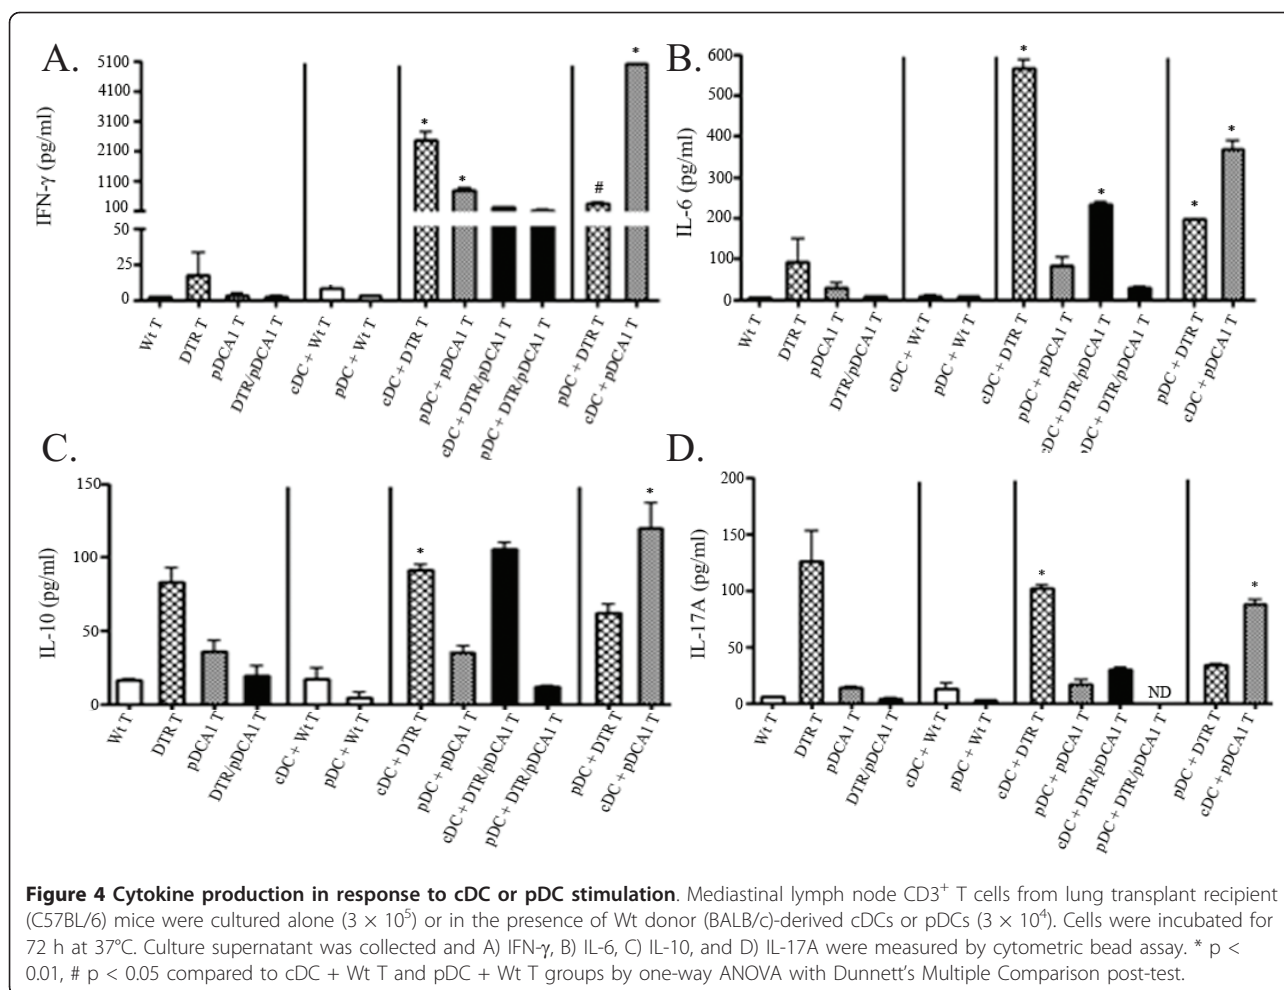 A.
IFN-γ (pg/ml)
5100
4100
3100
2100
1100
100
50
25
0
*
*
#
*
Wt T
DTR T
pDCA1 T
DTR/pDCA1 T
cDC + Wt T
pDC + Wt T
cDC + DTR T
pDC + pDCA1 T
cDC + DTR/pDCA1 T
pDC + DTR/pDCA1 T
pDC + DTR T
cDC + pDCA1 T
B.
IL-6 (pg/ml)
600
500
400
300
200
100
0
*
*
*
*
Wt T
DTR T
pDCA1 T
DTR/pDCA1 T
cDC + Wt T
pDC + Wt T
cDC + DTR T
pDC + pDCA1 T
cDC + DTR/pDCA1 T
pDC + DTR/pDCA1 T
pDC + DTR T
cDC + pDCA1 T
C.
IL-10 (pg/ml)
150
100
50
0
*
*
Wt T
DTR T
pDCA1 T
DTR/pDCA1 T
cDC + Wt T
pDC + Wt T
cDC + DTR T
pDC + pDCA1 T
cDC + DTR/pDCA1 T
pDC + DTR/pDCA1 T
pDC + DTR T
cDC + pDCA1 T
D.
IL-17A (pg/ml)
200
150
100
50
0
*
ND
*
Wt T
DTR T
pDCA1 T
DTR/pDCA1 T
cDC + Wt T
pDC + Wt T
cDC + DTR T
pDC + pDCA1 T
cDC + DTR/pDCA1 T
pDC + DTR/pDCA1 T
pDC + DTR T
cDC + pDCA1 T
Figure 4 Cytokine production in response to cDC or pDC stimulation. Mediastinal lymph node CD3⁺ T cells from lung transplant recipient
(C57BL/6) mice were cultured alone (3 × 10⁵) or in the presence of Wt donor (BALB/c)-derived cDCs or pDCs (3 × 10⁴). Cells were incubated for
72 h at 37°C. Culture supernatant was collected and A) IFN-γ, B) IL-6, C) IL-10, and D) IL-17A were measured by cytometric bead assay. * p <
0.01, # p < 0.05 compared to cDC + Wt T and pDC + Wt T groups by one-way ANOVA with Dunnett's Multiple Comparison post-test.